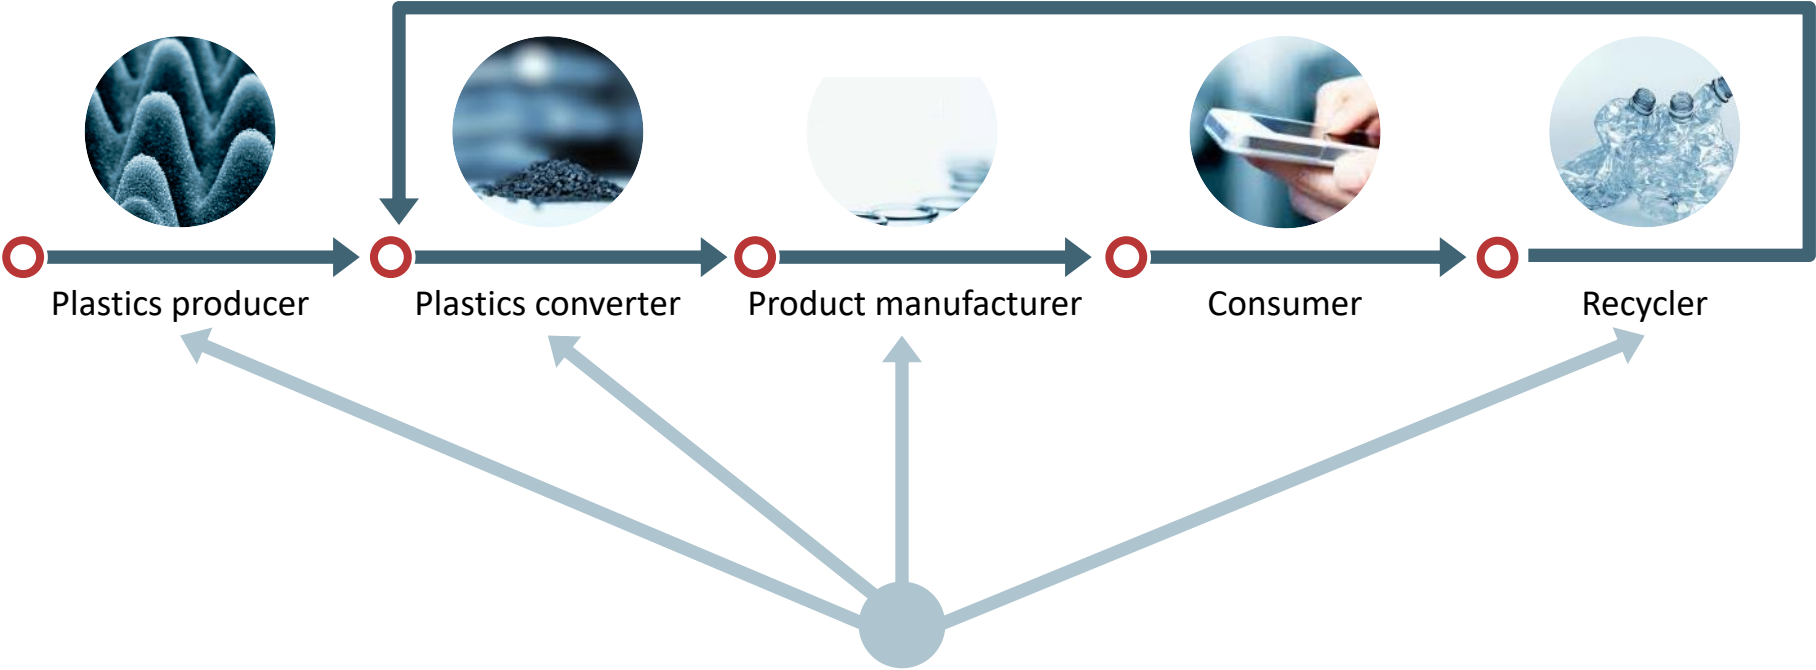 Plastics producer
Plastics converter
Product manufacturer
Consumer
Recycler